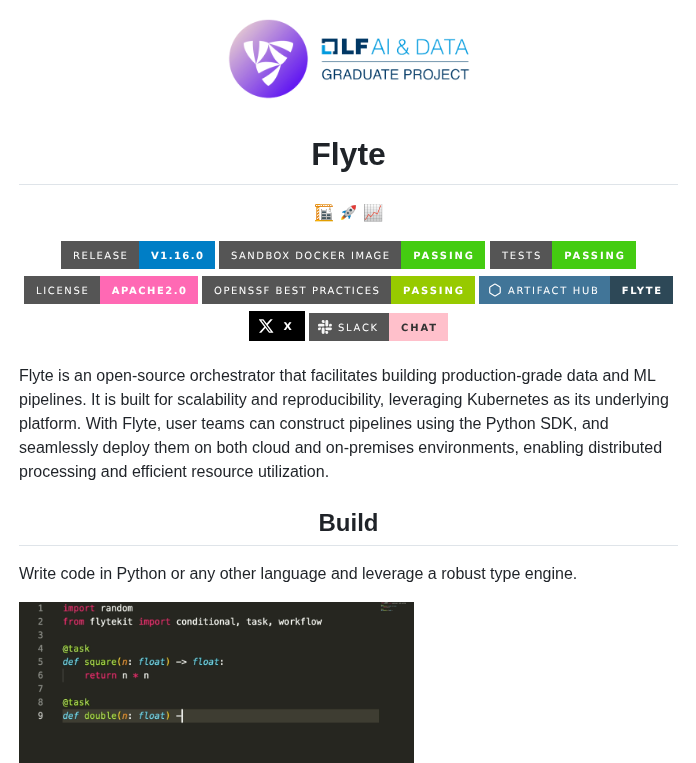 LF AI & DATA
GRADUATE PROJECT
Flyte
RELEASE V1.16.0 SANDBOX DOCKER IMAGE PASSING TESTS PASSING
LICENSE APACHE2.0 OPENSSF BEST PRACTICES PASSING ARTIFACT HUB FLYTE
X SLACK CHAT
Flyte is an open-source orchestrator that facilitates building production-grade data and ML
pipelines. It is built for scalability and reproducibility, leveraging Kubernetes as its underlying
platform. With Flyte, user teams can construct pipelines using the Python SDK, and
seamlessly deploy them on both cloud and on-premises environments, enabling distributed
processing and efficient resource utilization.
Build
Write code in Python or any other language and leverage a robust type engine.
1 import random
2 from flytekit import conditional, task, workflow
3
4 @task
5 def square(n: float) -> float:
6 return n * n
7
8 @task
9 def double(n: float) -